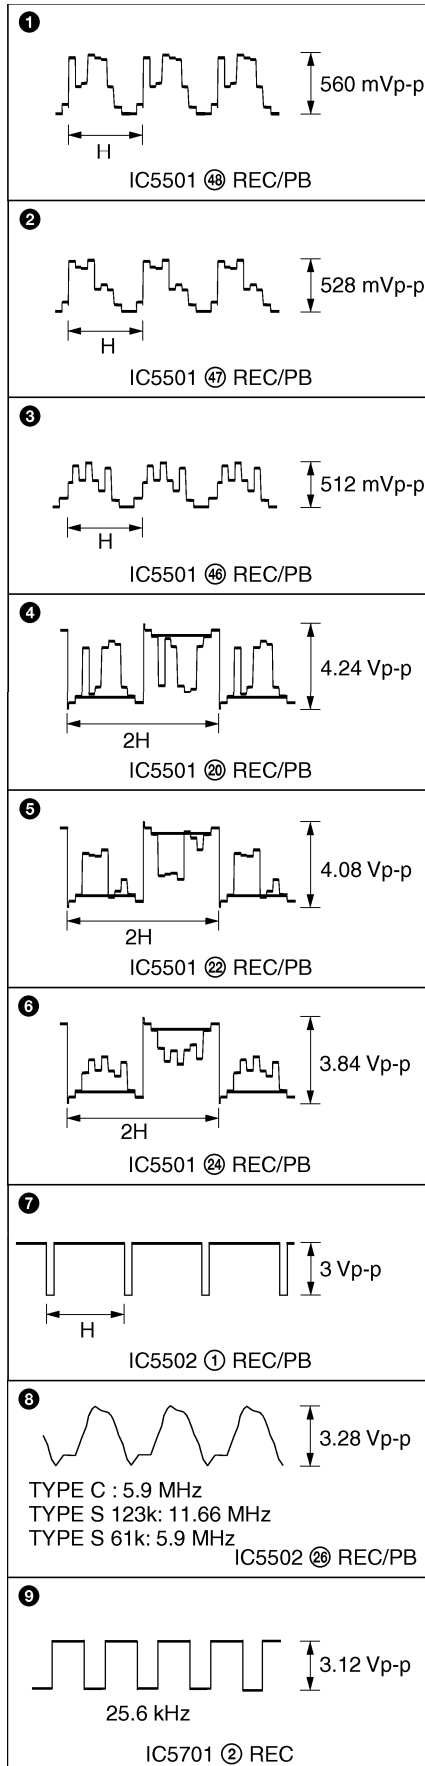 ❶
560 mVp-p
H
IC5501 ㊽ REC/PB
❷
528 mVp-p
H
IC5501 ㊼ REC/PB
❸
512 mVp-p
H
IC5501 ㊻ REC/PB
❹
4.24 Vp-p
2H
IC5501 ⑳ REC/PB
❺
4.08 Vp-p
2H
IC5501 ㉒ REC/PB
❻
3.84 Vp-p
2H
IC5501 ㉔ REC/PB
❼
3 Vp-p
H
IC5502 ① REC/PB
❽
3.28 Vp-p
TYPE C : 5.9 MHz
TYPE S 123k: 11.66 MHz
TYPE S 61k: 5.9 MHz
IC5502 ㉖ REC/PB
❾
3.12 Vp-p
25.6 kHz
IC5701 ② REC